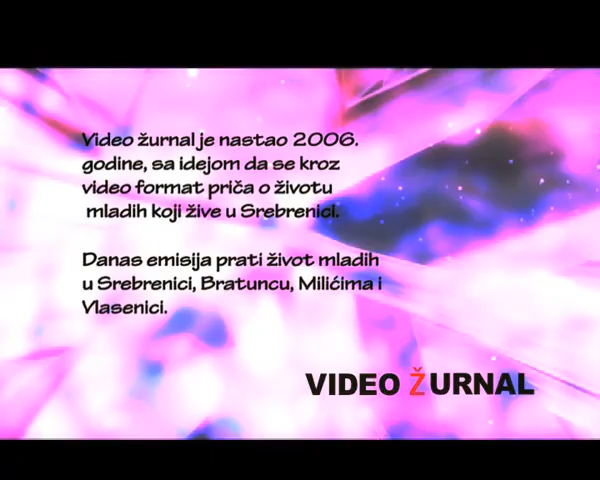 Video žurnal je nastao 2006.
godine, sa idejom da se kroz
video format priča o životu
mladih koji žive u Srebrenici.
Danas emisija prati život mladih
u Srebrenici, Bratuncu, Milićima i
Vlasenici.
VIDEO ŽURNAL